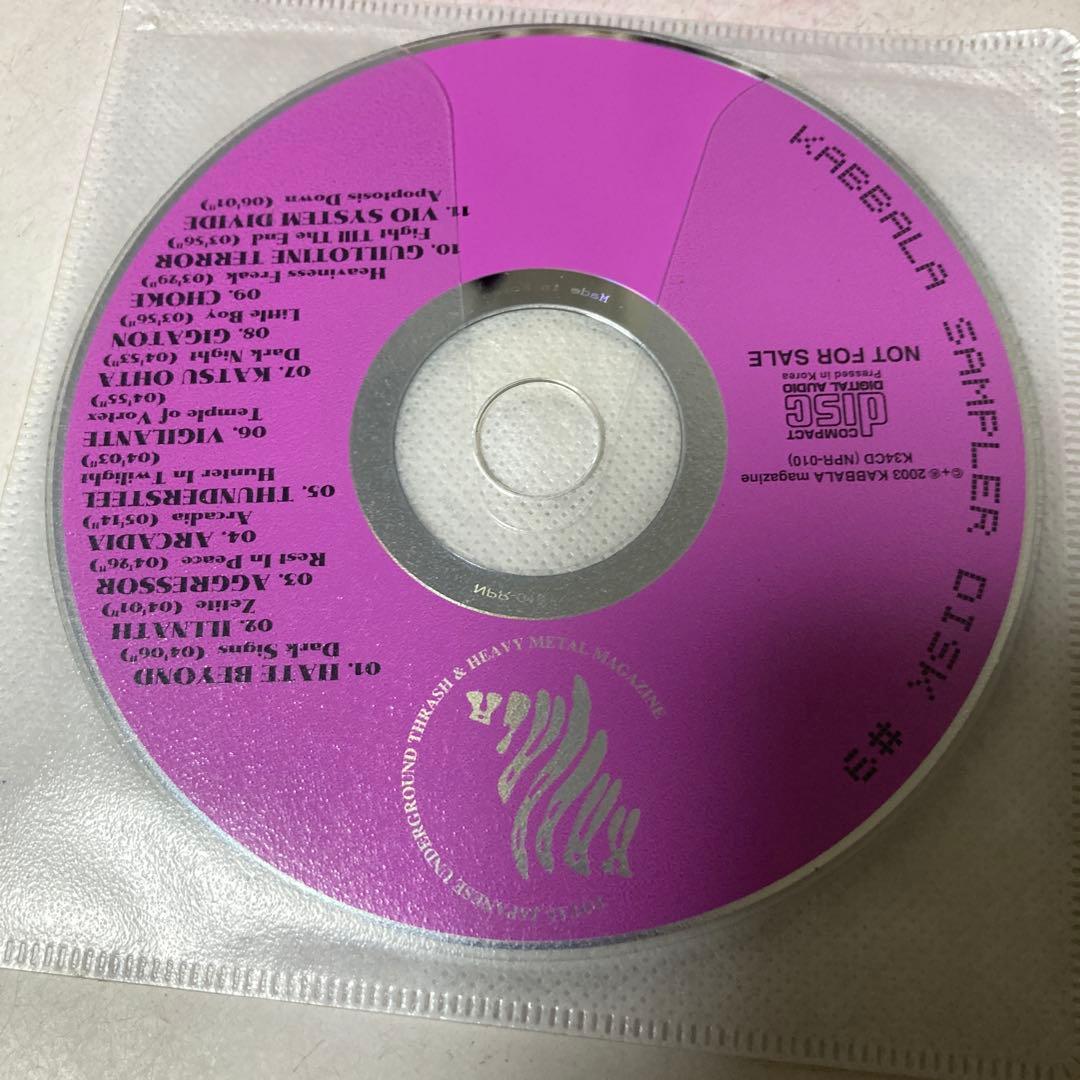 KABBALA SAMPLER DISK #3
TOTAL JAPANESE UNDERGROUND THRASH & HEAVY METAL MAGAZINE
01. HATE BEYOND
Dark Signs (04'06")
02. ILLNATH
Zelite (04'01")
03. AGGRESSOR
Rest In Peace (04'26")
04. ARCADIA
Arcadia (05'14")
05. THUNDERSTEEL
Hunter In Twilight
(04'03")
06. VIGILANTE
Temple of Vortex
(04'55")
07. KATSU OHTA
Dark Night (04'53")
08. GIGATON
Little Boy (03'56")
09. CHOKE
Heaviness Freak (03'29")
10. GUILLOTINE TERROR
Fight Till The End (03'56")
11. VIO SYSTEM DIVIDE
Apoptosis Down (06'01")
©+℗ 2003 KABBALA magazine
K34CD (NPR-010)
COMPACT
disc
DIGITAL AUDIO
Pressed in Korea
NOT FOR SALE
Made in